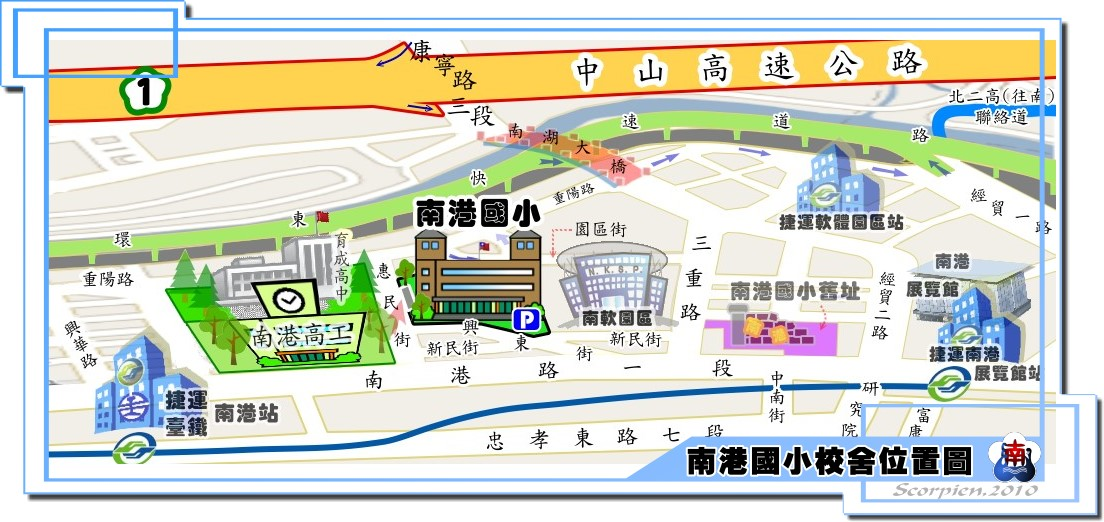 康寧路三段
中山高速公路
1
北二高(往南)
聯絡道
南湖大橋
環東快速道路
重陽路
經貿一路
捷運軟體園區站
南港國小
園區街
三重路
育成高中
惠民街
重陽路
N.K.S.P.
南軟園區
南港國小舊址
經貿二路
南港
展覽館
南港高工
興華路
新民街
興東街
新民街
捷運南港
展覽館站
南港路一段
捷運
臺鐵
南港站
中南街
研究院
富康
忠孝東路七段
南港國小校舍位置圖
南
Scorpien.2010